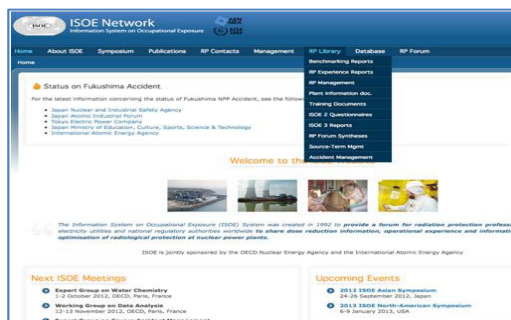 ISOE
ISOE Network
Information System on Occupational Exposure
Home About ISOE Symposium Publications RP Contacts Management RP Library Database RP Forum
Home
Benchmarking Reports
RP Experience Reports
RP Management
Plant information doc.
Training Documents
ISOE 2 Questionnaires
ISOE 3 Reports
RP Forum Syntheses
Source-Term Mgmt
Accident Management
Status on Fukushima Accident
For the latest information concerning the status of Fukushima NPP Accident, see the follow
Japan Nuclear and Industrial Safety Agency
Japan Atomic Industrial Forum
Tokyo Electric Power Company
Japan Ministry of Education, Culture, Sports, Science & Technology
International Atomic Energy Agency
Welcome to the
The Information System on Occupational Exposure (ISOE) System was created in 1992 to provide a forum for radiation protection profess
electricity utilities and national regulatory authorities worldwide to share dose reduction information, operational experience and informati
optimisation of radiological protection at nuclear power plants.
ISOE is jointly sponsored by the OECD Nuclear Energy Agency and the International Atomic Energy Agency
Next ISOE Meetings
Expert Group on Water Chemistry
1-2 October 2012, OECD, Paris, France
Working Group on Data Analysis
12-13 November 2012, OECD, Paris, France
Upcoming Events
2012 ISOE Asian Symposium
24-26 September 2012, Japan
2013 ISOE North-American Symposium
6-9 January 2013, USA